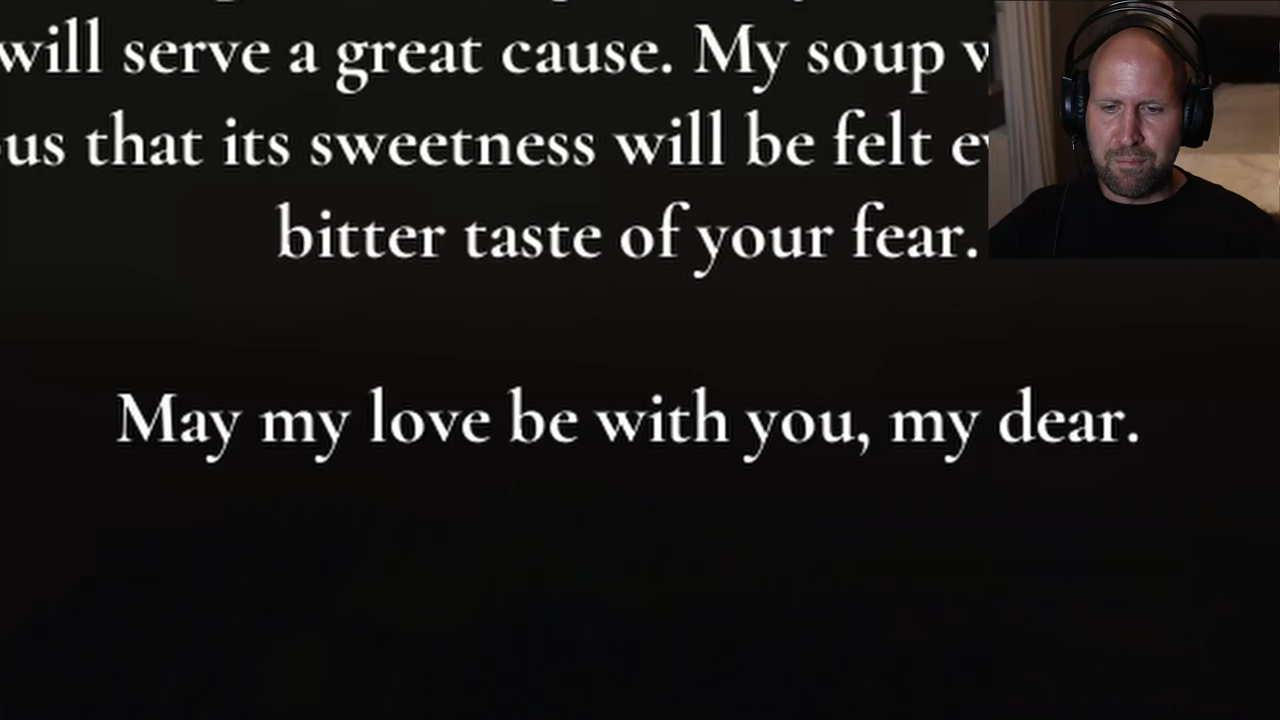 will serve a great cause. My soup
that its sweetness will be felt
bitter taste of your fear.
May my love be with you, my dear.